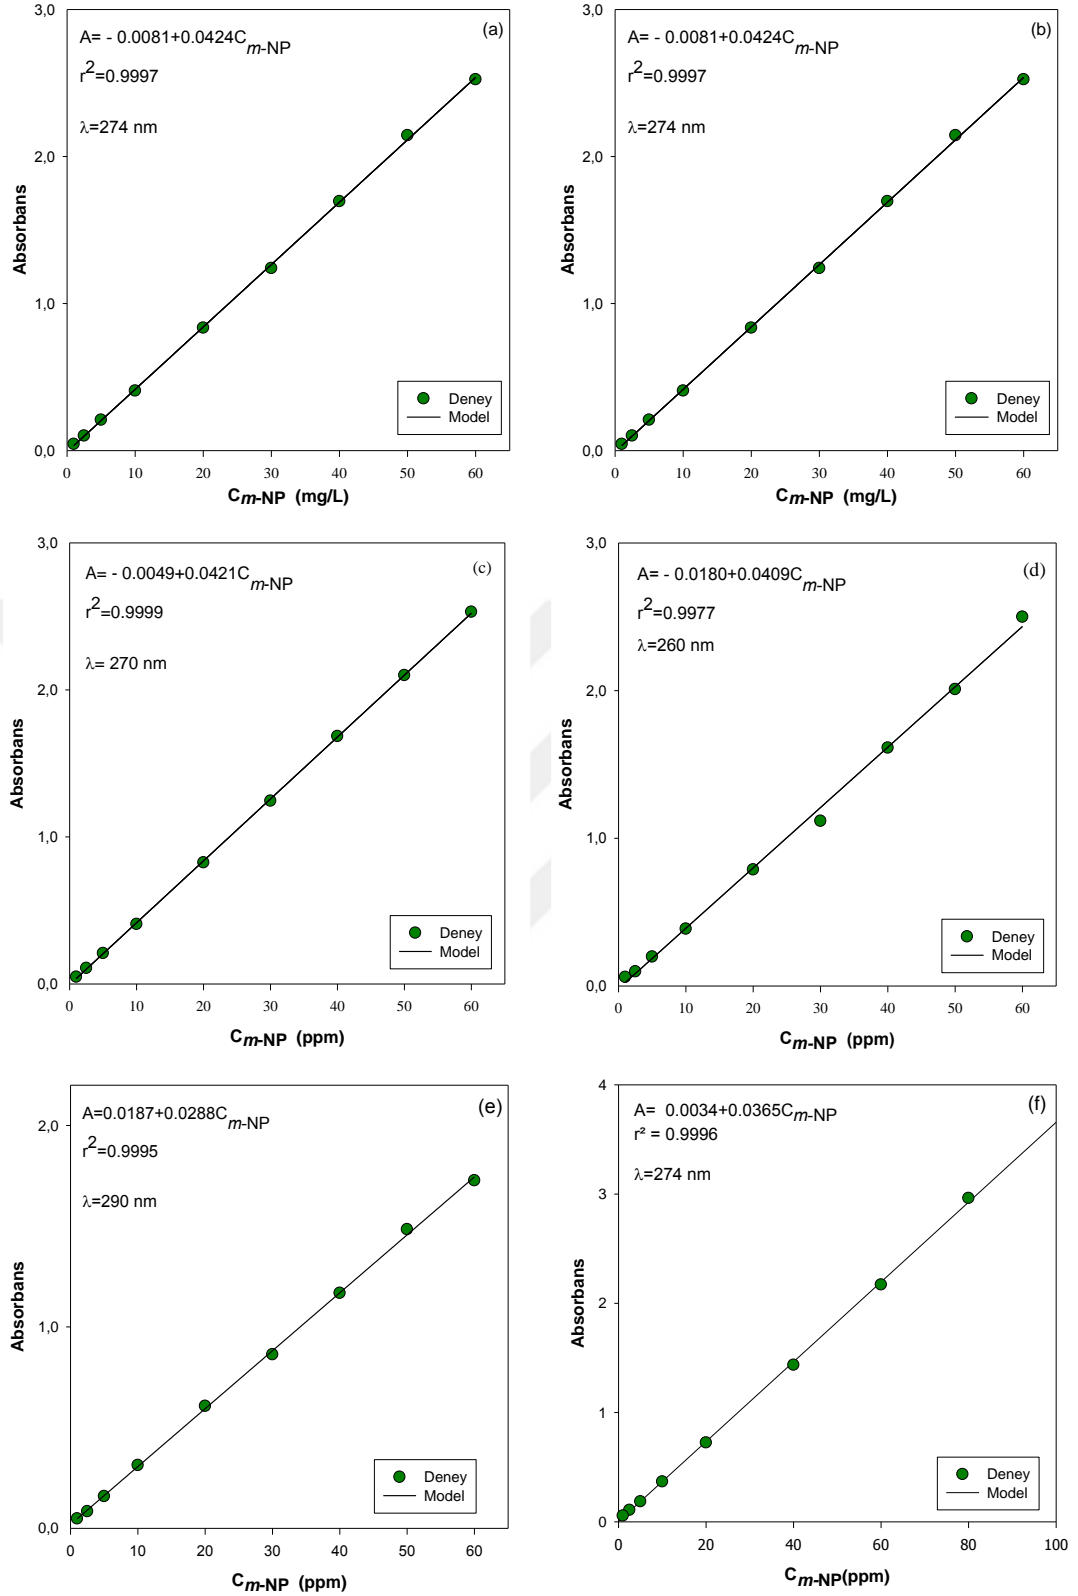 (a)
A= - 0.0081+0.0424Cm-NP
r2=0.9997
λ=274 nm
3,0
2,0
1,0
0,0
Absorbans
Deney
Model
0 10 20 30 40 50 60
Cm-NP (mg/L)
(b)
A= - 0.0081+0.0424Cm-NP
r2=0.9997
λ=274 nm
3,0
2,0
1,0
0,0
Absorbans
Deney
Model
0 10 20 30 40 50 60
Cm-NP (mg/L)
(c)
A= - 0.0049+0.0421Cm-NP
r2=0.9999
λ= 270 nm
3,0
2,0
1,0
0,0
Absorbans
Deney
Model
0 10 20 30 40 50 60
Cm-NP (ppm)
(d)
A= - 0.0180+0.0409Cm-NP
r2=0.9977
λ=260 nm
3,0
2,0
1,0
0,0
Absorbans
Deney
Model
0 10 20 30 40 50 60
Cm-NP (ppm)
(e)
A=0.0187+0.0288Cm-NP
r2=0.9995
λ=290 nm
2,0
1,0
0,0
Absorbans
Deney
Model
0 10 20 30 40 50 60
Cm-NP (ppm)
(f)
A= 0.0034+0.0365Cm-NP
r² = 0.9996
λ=274 nm
4
3
2
1
0
Absorbans
Deney
Model
0 20 40 60 80 100
Cm-NP(ppm)